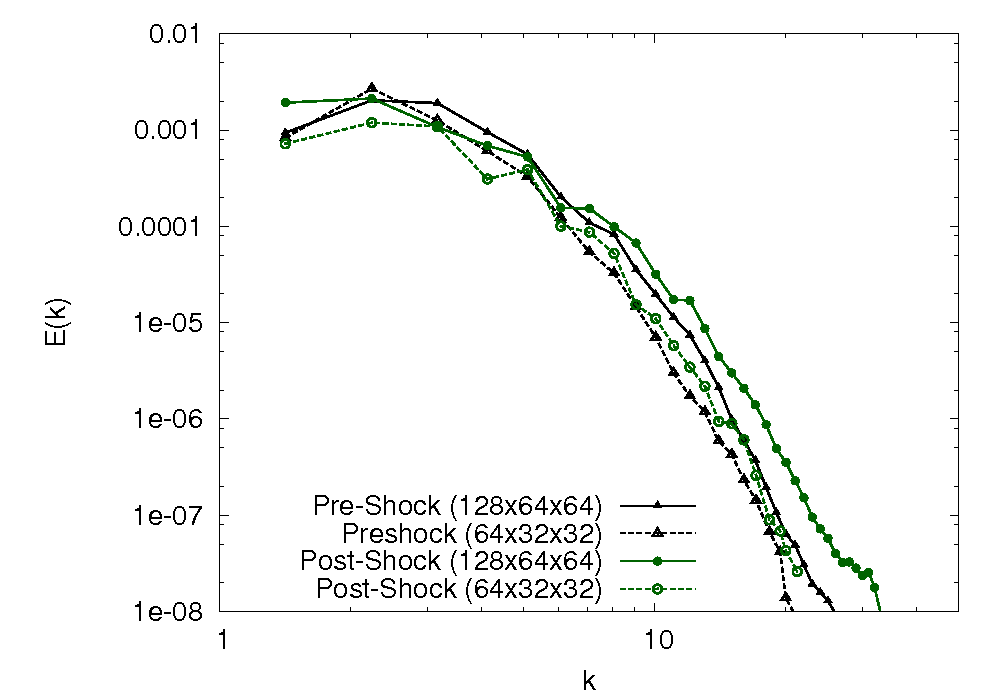 0.01
0.001
0.0001
1e-05
1e-06
1e-07
1e-08
E(k)
Pre-Shock (128x64x64)
Preshock (64x32x32)
Post-Shock (128x64x64)
Post-Shock (64x32x32)
1 10
k